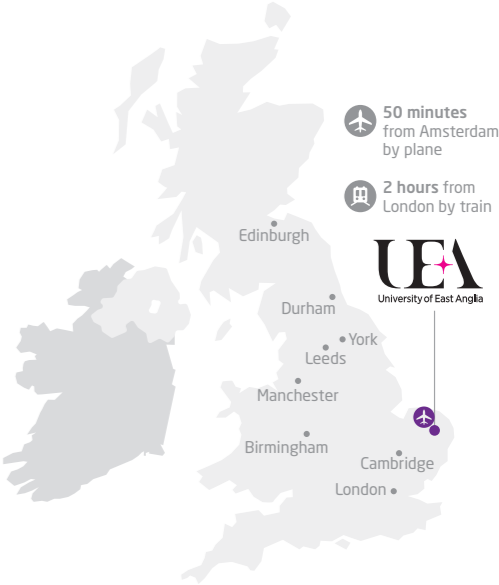 50 minutes
from Amsterdam
by plane
2 hours from
London by train
Edinburgh
UEA
University of East Anglia
Durham
York
Leeds
Manchester
Birmingham
Cambridge
London